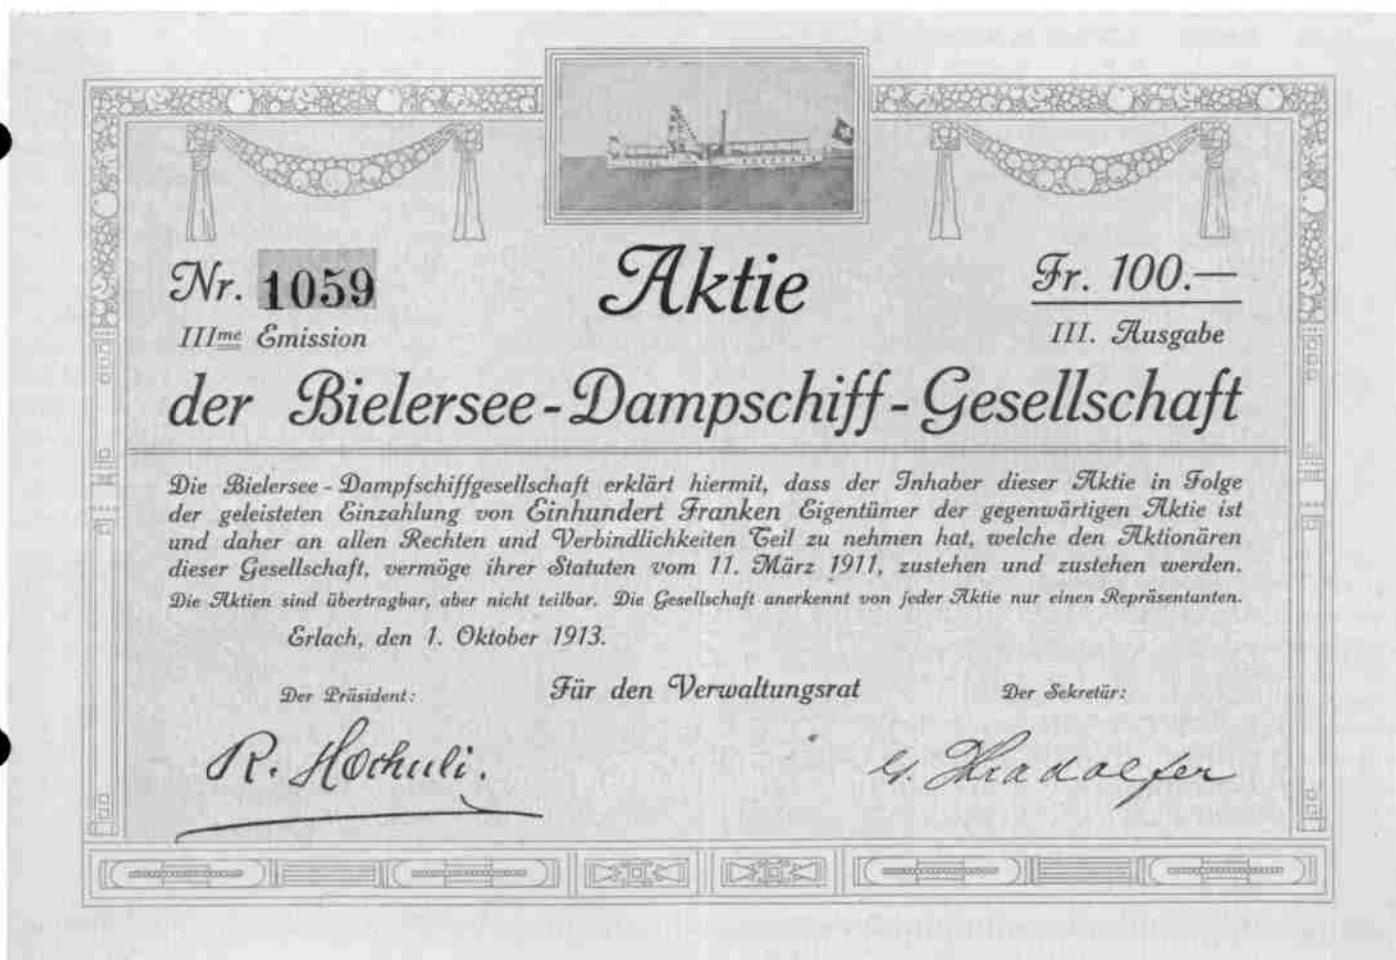 Nr. 1059
Aktie
Fr. 100.—
IIIme Emission
III. Ausgabe
der Bielersee-Dampschiff-Gesellschaft
Die Bielersee-Dampfschiffgesellschaft erklärt hiermit, dass der Inhaber dieser Aktie in Folge
der geleisteten Einzahlung von Einhundert Franken Eigentümer der gegenwärtigen Aktie ist
und daher an allen Rechten und Verbindlichkeiten Teil zu nehmen hat, welche den Aktionären
dieser Gesellschaft, vermöge ihrer Statuten vom 11. März 1911, zustehen und zustehen werden.
Die Aktien sind übertragbar, aber nicht teilbar. Die Gesellschaft anerkennt von jeder Aktie nur einen Repräsentanten.
Erlach, den 1. Oktober 1913.
Der Präsident:
Für den Verwaltungsrat
Der Sekretär:
R. Hochuli.